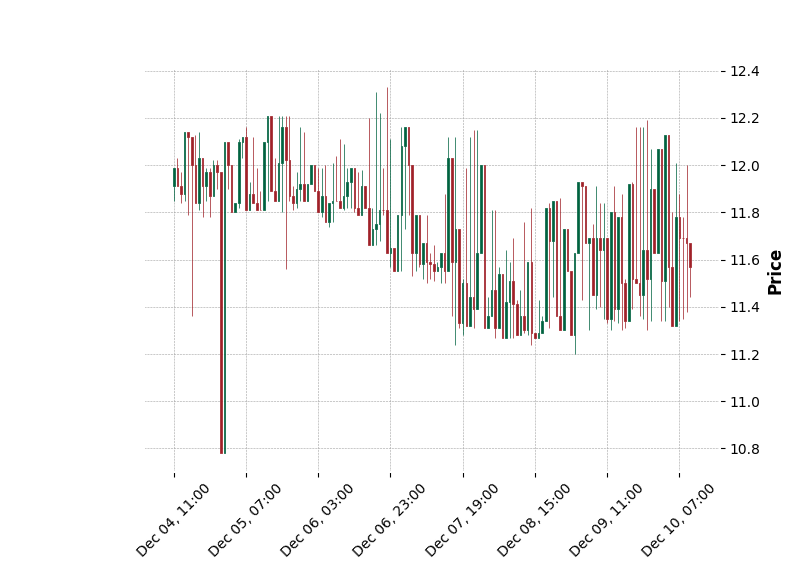 12.4
12.2
12.0
11.8
11.6
11.4
11.2
11.0
10.8
Price
Dec 04, 11:00
Dec 05, 07:00
Dec 06, 03:00
Dec 06, 23:00
Dec 07, 19:00
Dec 08, 15:00
Dec 09, 11:00
Dec 10, 07:00